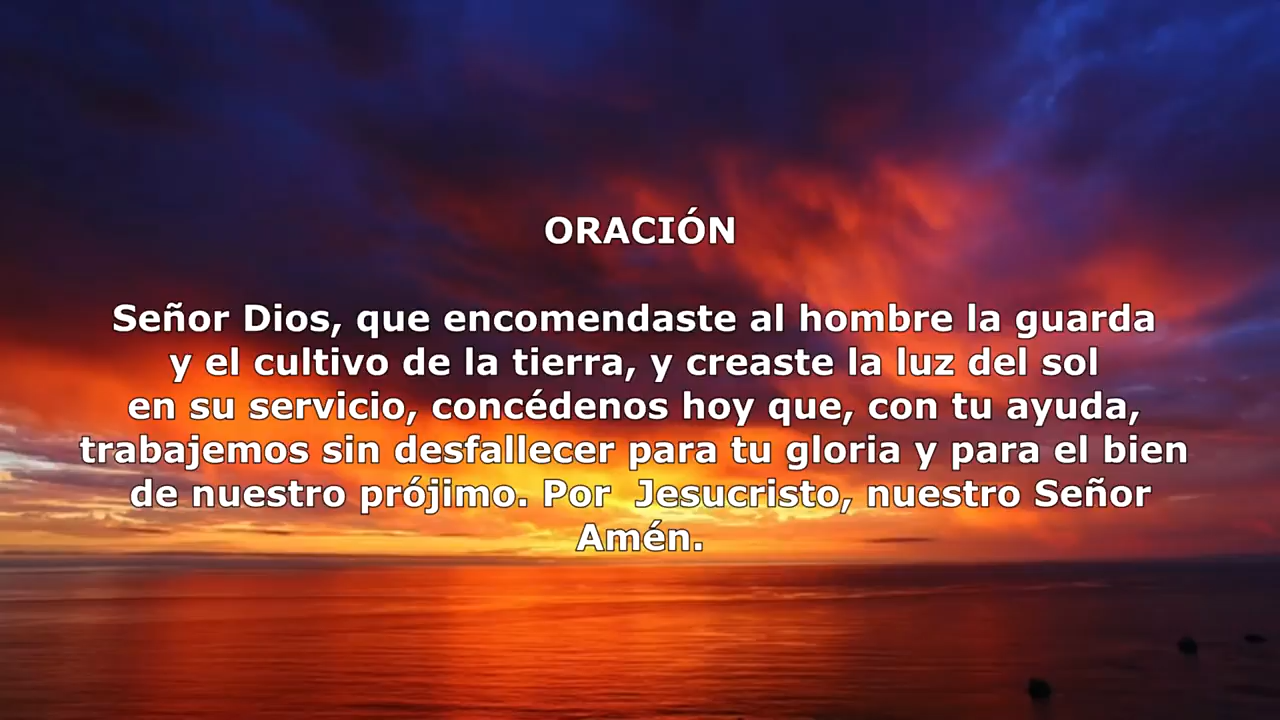 ORACIÓN
Señor Dios, que encomendaste al hombre la guarda
y el cultivo de la tierra, y creaste la luz del sol
en su servicio, concédenos hoy que, con tu ayuda,
trabajemos sin desfallecer para tu gloria y para el bien
de nuestro prójimo. Por  Jesucristo, nuestro Señor
Amén.